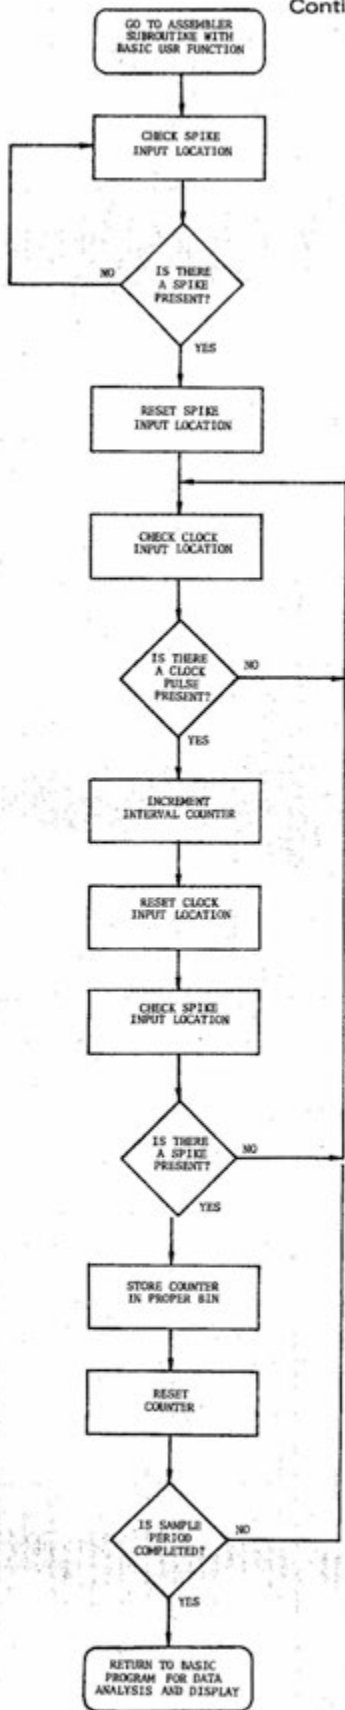 Conti
GO TO ASSEMBLER
SUBROUTINE WITH
BASIC USR FUNCTION
CHECK SPIKE
INPUT LOCATION
NO
IS THERE
A SPIKE
PRESENT?
YES
RESET SPIKE
INPUT LOCATION
CHECK CLOCK
INPUT LOCATION
IS THERE
A CLOCK
PULSE
PRESENT?
NO
YES
INCREMENT
INTERVAL COUNTER
RESET CLOCK
INPUT LOCATION
CHECK SPIKE
INPUT LOCATION
IS THERE
A SPIKE
PRESENT?
NO
YES
STORE COUNTER
IN PROPER BIN
RESET
COUNTER
IS SAMPLE
PERIOD
COMPLETED?
NO
YES
RETURN TO BASIC
PROGRAM FOR DATA
ANALYSIS AND DISPLAY